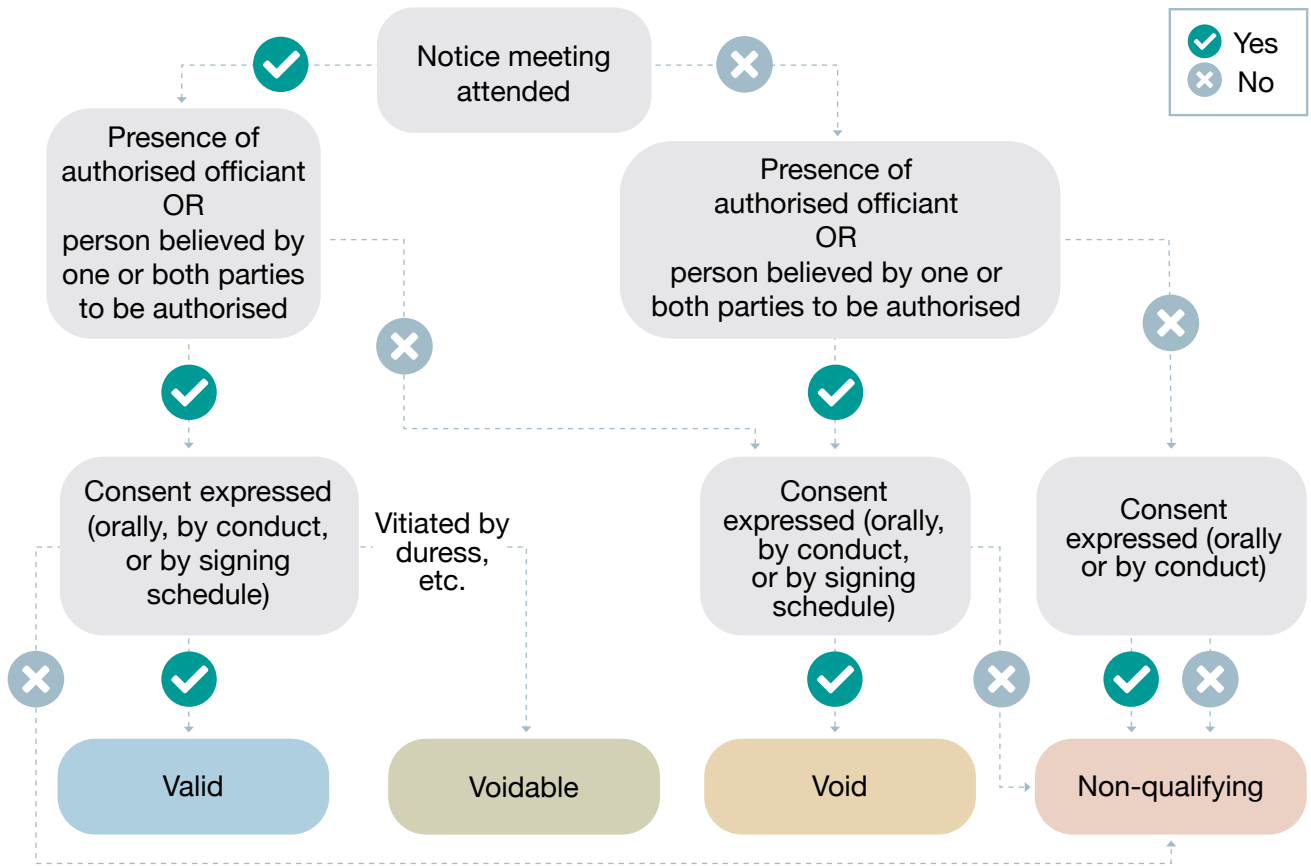 Notice meeting
attended
Yes
No
Presence of
authorised officiant
OR
person believed by
one or both parties
to be authorised
Presence of
authorised officiant
OR
person believed by one or
both parties to be authorised
Consent expressed
(orally, by conduct,
or by signing
schedule)
Vitiated by
duress,
etc.
Consent
expressed (orally,
by conduct,
or by signing
schedule)
Consent
expressed (orally
or by conduct)
Valid
Voidable
Void
Non-qualifying